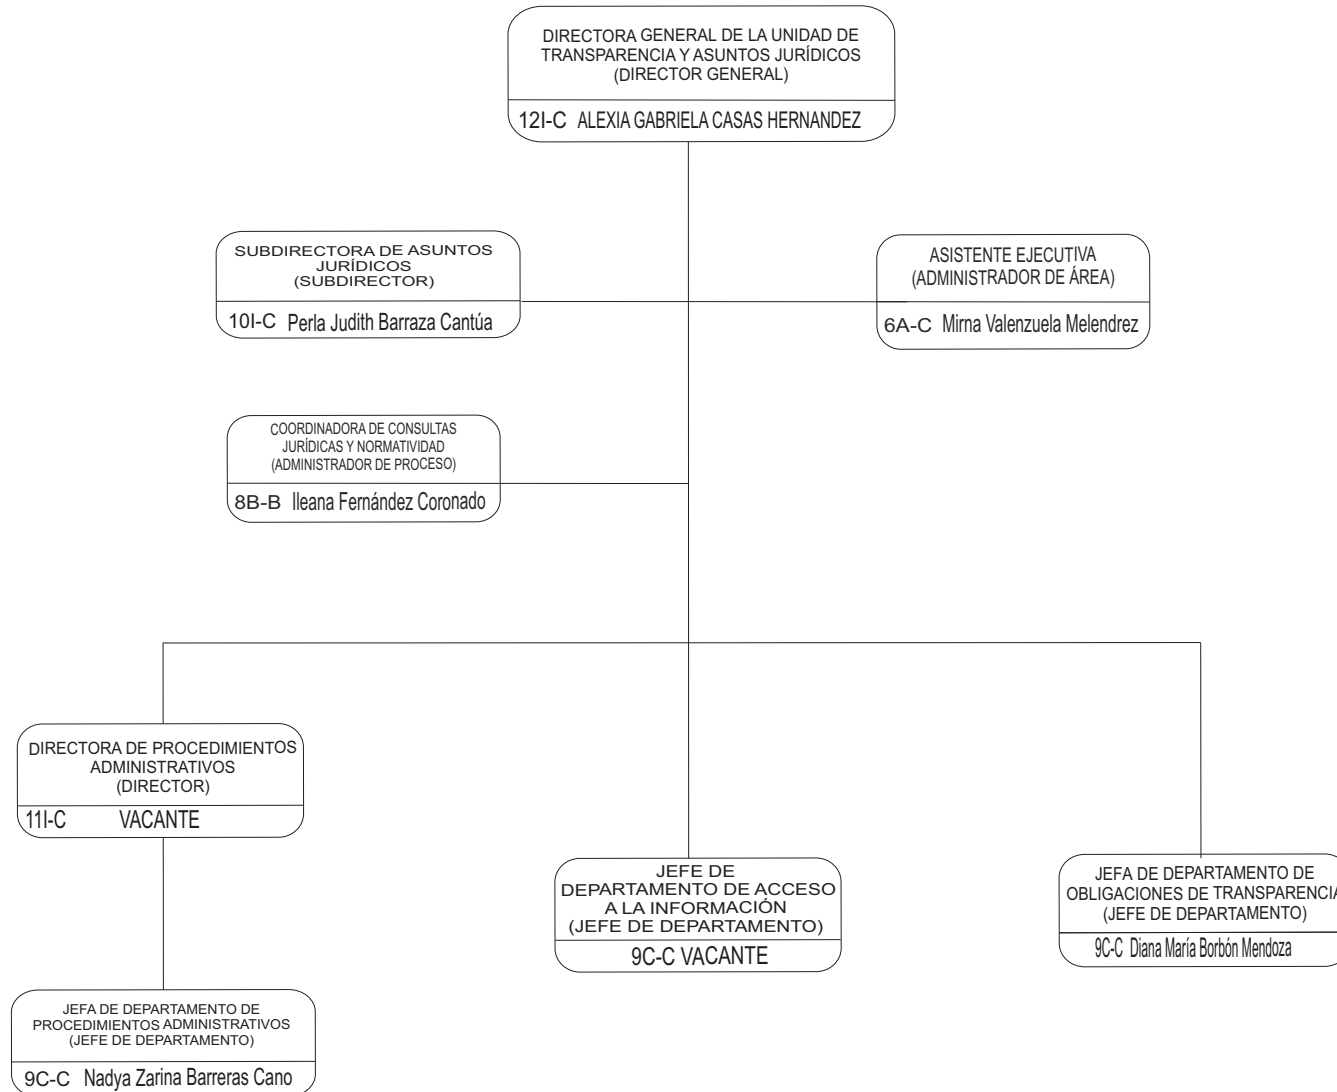 DIRECTORA GENERAL DE LA UNIDAD DE
TRANSPARENCIA Y ASUNTOS JURÍDICOS
(DIRECTOR GENERAL)
12I-C ALEXIA GABRIELA CASAS HERNANDEZ
SUBDIRECTORA DE ASUNTOS
JURÍDICOS
(SUBDIRECTOR)
10I-C Perla Judith Barraza Cantúa
ASISTENTE EJECUTIVA
(ADMINISTRADOR DE ÁREA)
6A-C Mirna Valenzuela Melendrez
COORDINADORA DE CONSULTAS
JURÍDICAS Y NORMATIVIDAD
(ADMINISTRADOR DE PROCESO)
8B-B Ileana Fernández Coronado
DIRECTORA DE PROCEDIMIENTOS
ADMINISTRATIVOS
(DIRECTOR)
11I-C VACANTE
JEFE DE
DEPARTAMENTO DE ACCESO
A LA INFORMACIÓN
(JEFE DE DEPARTAMENTO)
9C-C VACANTE
JEFA DE DEPARTAMENTO DE
OBLIGACIONES DE TRANSPARENCIA
(JEFE DE DEPARTAMENTO)
9C-C Diana María Borbón Mendoza
JEFA DE DEPARTAMENTO DE
PROCEDIMIENTOS ADMINISTRATIVOS
(JEFE DE DEPARTAMENTO)
9C-C Nadya Zarina Barreras Cano